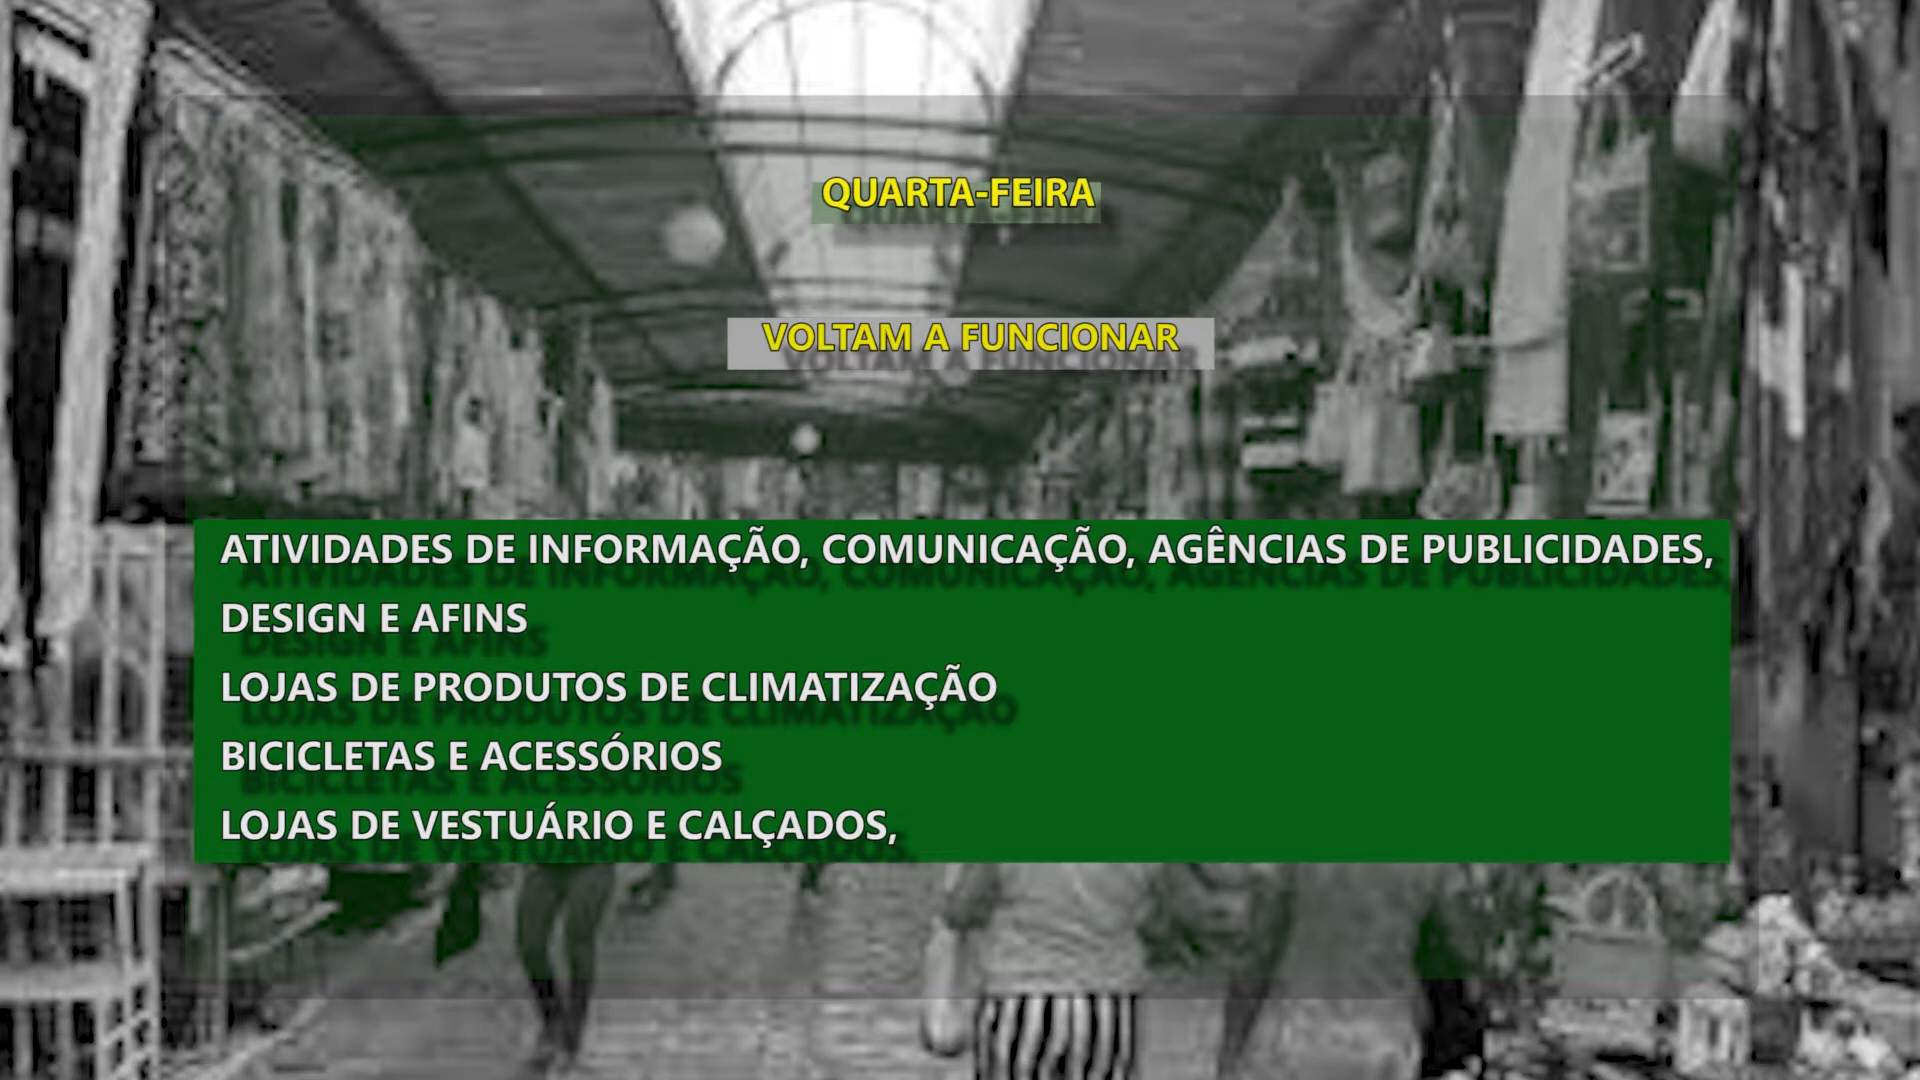 QUARTA-FEIRA
VOLTAM A FUNCIONAR
ATIVIDADES DE INFORMAÇÃO, COMUNICAÇÃO, AGÊNCIAS DE PUBLICIDADES,
DESIGN E AFINS
LOJAS DE PRODUTOS DE CLIMATIZAÇÃO
BICICLETAS E ACESSÓRIOS
LOJAS DE VESTUÁRIO E CALÇADOS,